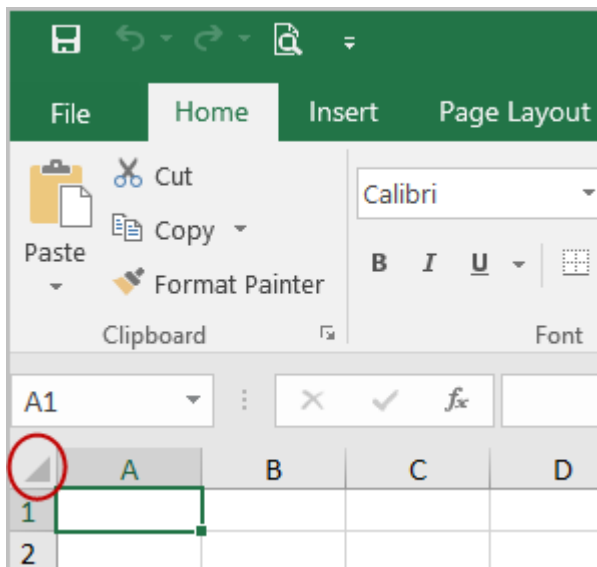 File Home Insert Page Layout
Cut
Calibri
Copy
Paste
B I U
Format Painter
Clipboard Font
A1 fx
A B C D
1
2